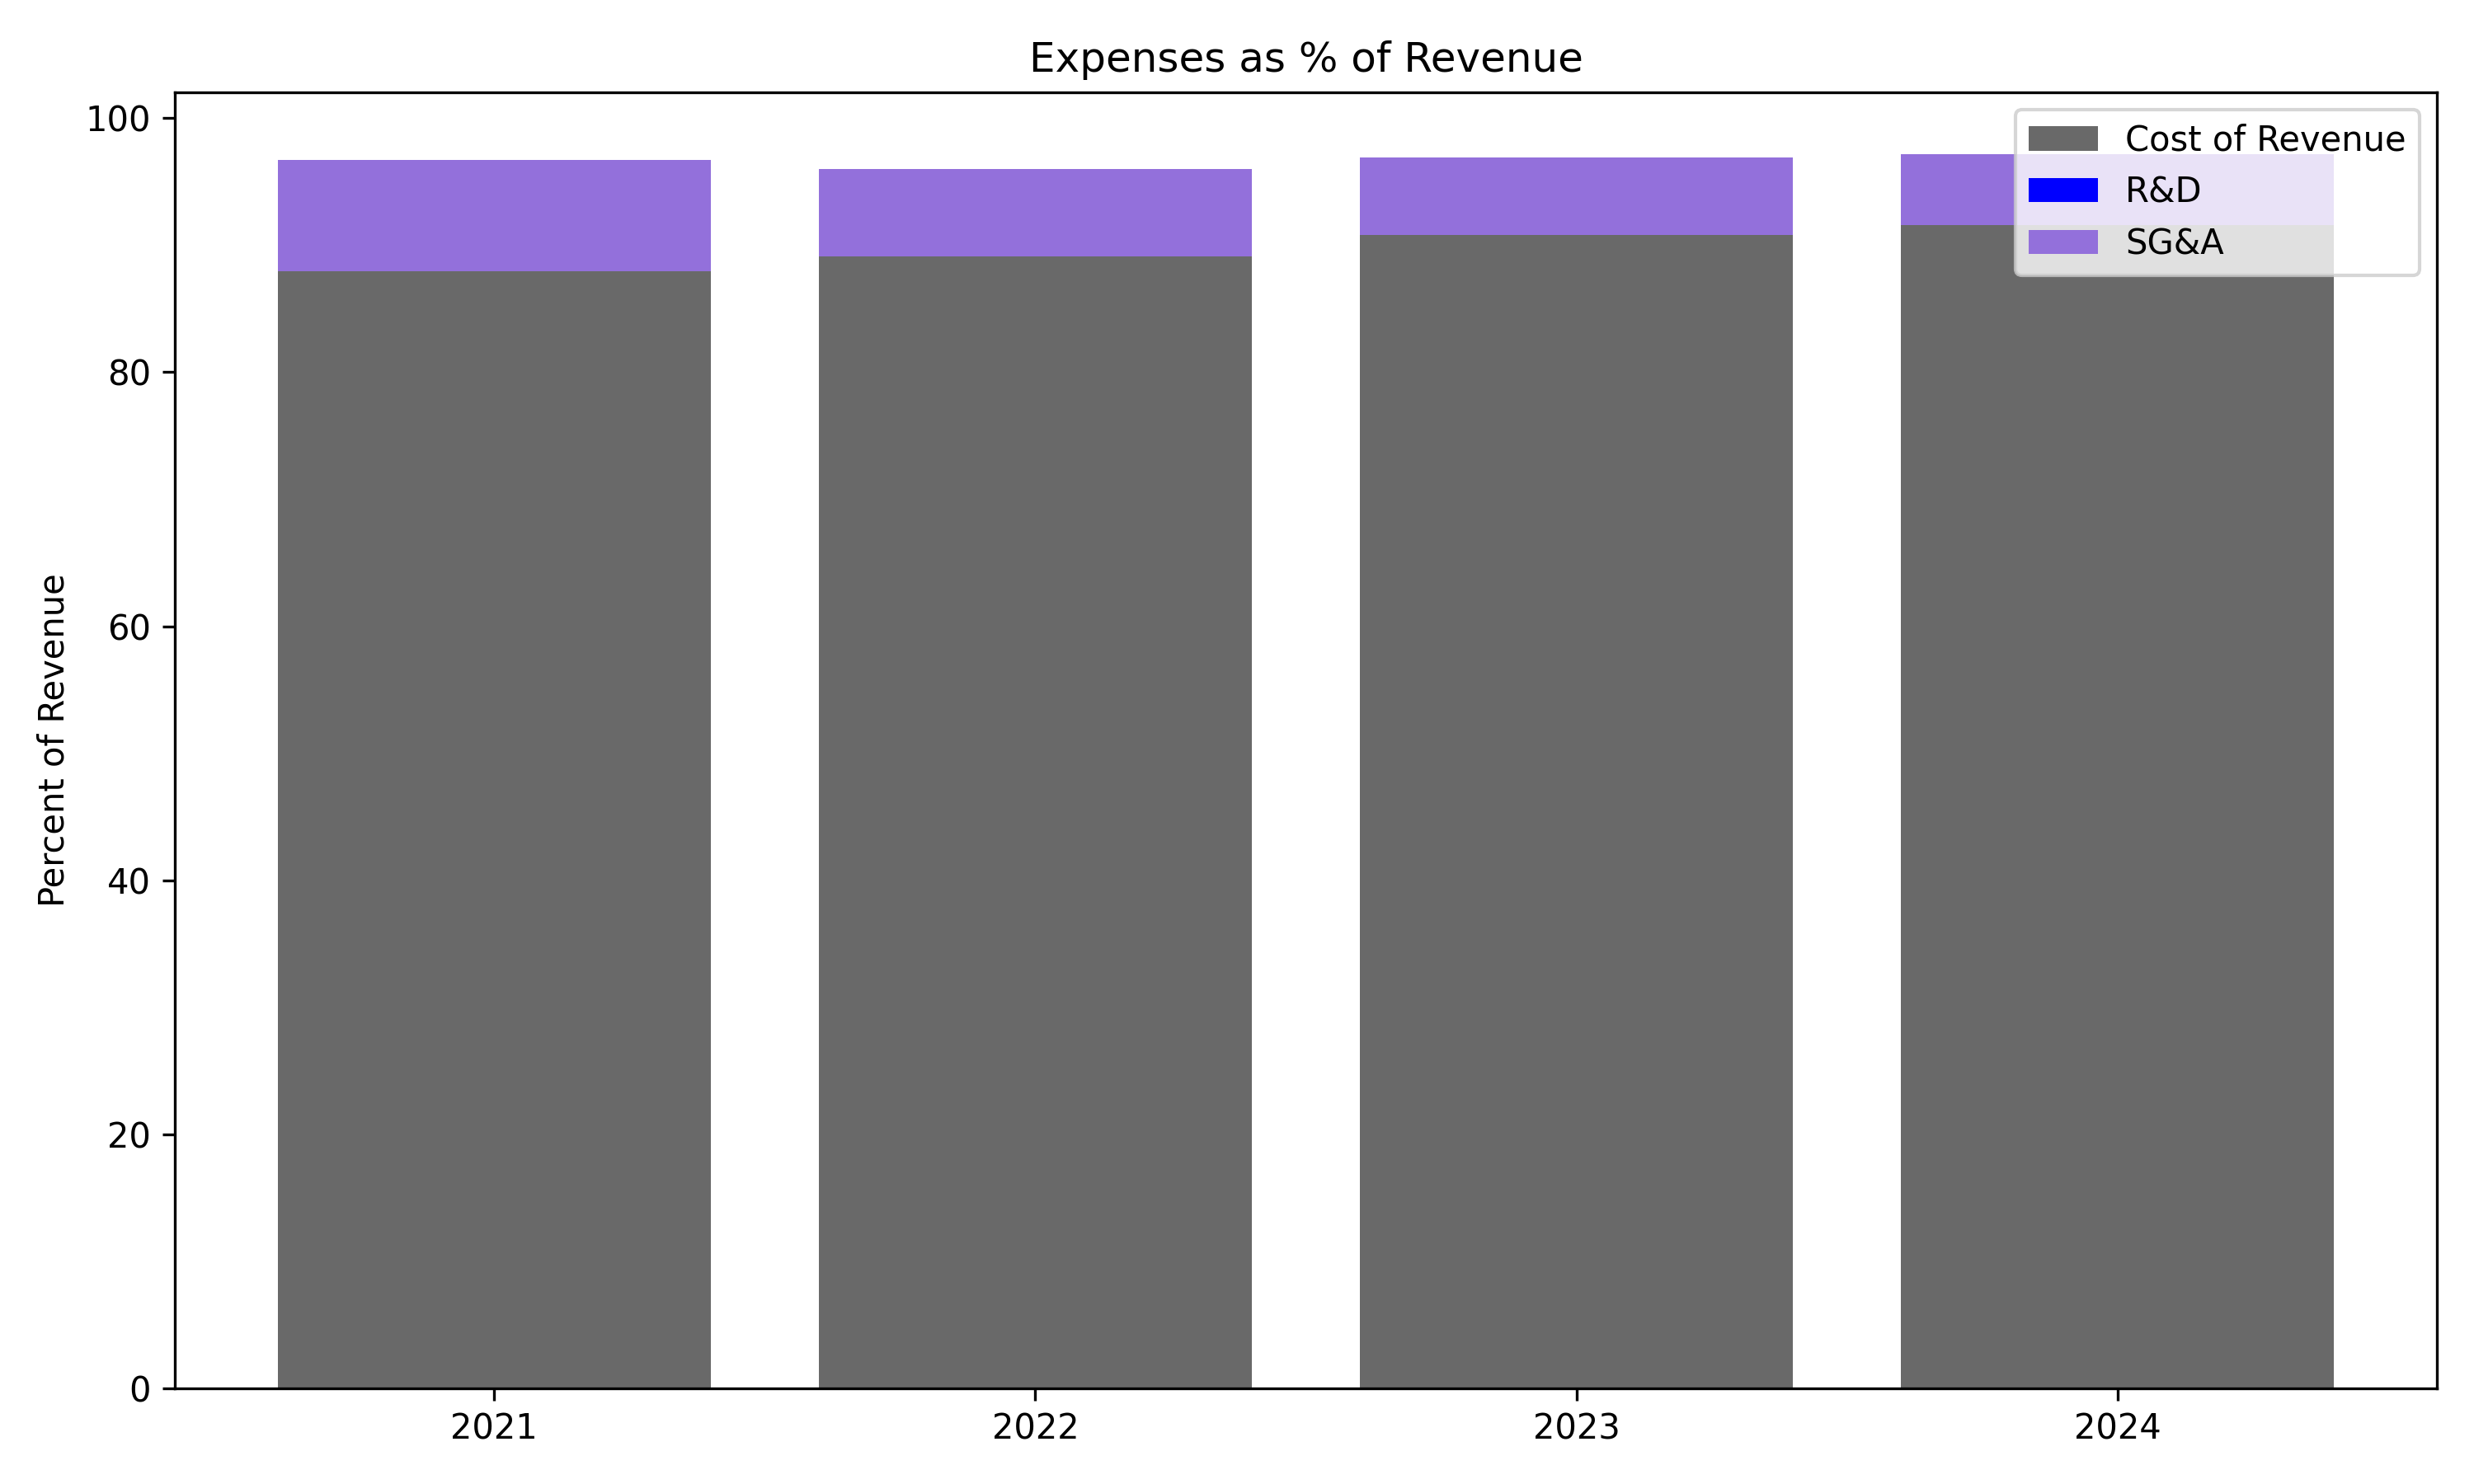 Expenses as % of Revenue
Percent of Revenue
100
80
60
40
20
0
2021
2022
2023
2024
Cost of Revenue
R&D
SG&A